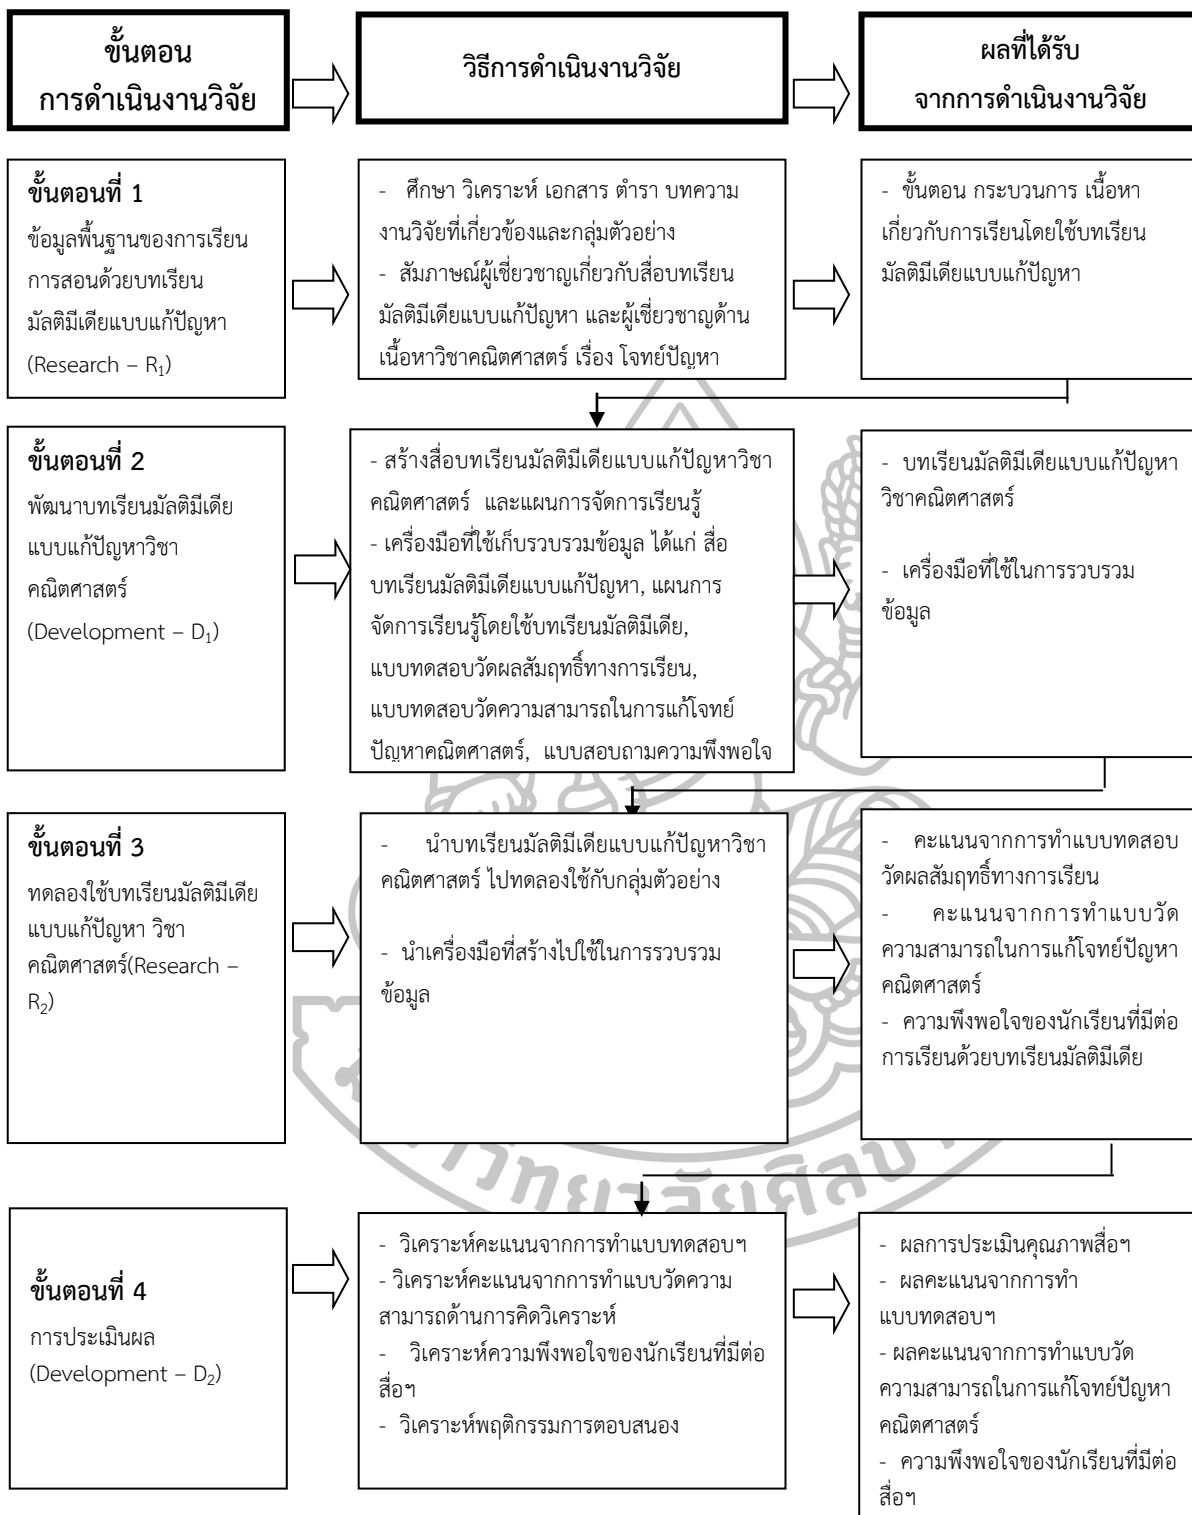 ขั้นตอน
การดำเนินงานวิจัย
วิธีการดำเนินงานวิจัย
ผลที่ได้รับ
จากการดำเนินงานวิจัย
ขั้นตอนที่ 1
ข้อมูลพื้นฐานของการเรียน
การสอนด้วยบทเรียน
มัลติมีเดียแบบแก้ปัญหา
(Research – R1)
- ศึกษา วิเคราะห์ เอกสาร ตำรา บทความ
งานวิจัยที่เกี่ยวข้องและกลุ่มตัวอย่าง
- สัมภาษณ์ผู้เชี่ยวชาญเกี่ยวกับสื่อบทเรียน
มัลติมีเดียแบบแก้ปัญหา และผู้เชี่ยวชาญด้าน
เนื้อหาวิชาคณิตศาสตร์ เรื่อง โจทย์ปัญหา
- ขั้นตอน กระบวนการ เนื้อหา
เกี่ยวกับการเรียนโดยใช้บทเรียน
มัลติมีเดียแบบแก้ปัญหา
ขั้นตอนที่ 2
พัฒนาบทเรียนมัลติมีเดีย
แบบแก้ปัญหาวิชา
คณิตศาสตร์
(Development – D1)
- สร้างสื่อบทเรียนมัลติมีเดียแบบแก้ปัญหาวิชา
คณิตศาสตร์ และแผนการจัดการเรียนรู้
- เครื่องมือที่ใช้เก็บรวบรวมข้อมูล ได้แก่ สื่อ
บทเรียนมัลติมีเดียแบบแก้ปัญหา, แผนการ
จัดการเรียนรู้โดยใช้บทเรียนมัลติมีเดีย,
แบบทดสอบวัดผลสัมฤทธิ์ทางการเรียน,
แบบทดสอบวัดความสามารถในการแก้โจทย์
ปัญหาคณิตศาสตร์, แบบสอบถามความพึงพอใจ
- บทเรียนมัลติมีเดียแบบแก้ปัญหา
วิชาคณิตศาสตร์
- เครื่องมือที่ใช้ในการรวบรวม
ข้อมูล
ขั้นตอนที่ 3
ทดลองใช้บทเรียนมัลติมีเดีย
แบบแก้ปัญหา วิชา
คณิตศาสตร์(Research –
R2)
- นำบทเรียนมัลติมีเดียแบบแก้ปัญหาวิชา
คณิตศาสตร์ ไปทดลองใช้กับกลุ่มตัวอย่าง
- นำเครื่องมือที่สร้างไปใช้ในการรวบรวม
ข้อมูล
- คะแนนจากการทำแบบทดสอบ
วัดผลสัมฤทธิ์ทางการเรียน
- คะแนนจากการทำแบบวัด
ความสามารถในการแก้โจทย์ปัญหา
คณิตศาสตร์
- ความพึงพอใจของนักเรียนที่มีต่อ
การเรียนด้วยบทเรียนมัลติมีเดีย
ขั้นตอนที่ 4
การประเมินผล
(Development – D2)
- วิเคราะห์คะแนนจากการทำแบบทดสอบฯ
- วิเคราะห์คะแนนจากการทำแบบวัดความ
สามารถด้านการคิดวิเคราะห์
- วิเคราะห์ความพึงพอใจของนักเรียนที่มีต่อ
สื่อฯ
- วิเคราะห์พฤติกรรมการตอบสนอง
- ผลการประเมินคุณภาพสื่อฯ
- ผลคะแนนจากการทำ
แบบทดสอบฯ
- ผลคะแนนจากการทำแบบวัด
ความสามารถในการแก้โจทย์ปัญหา
คณิตศาสตร์
- ความพึงพอใจของนักเรียนที่มีต่อ
สื่อฯ